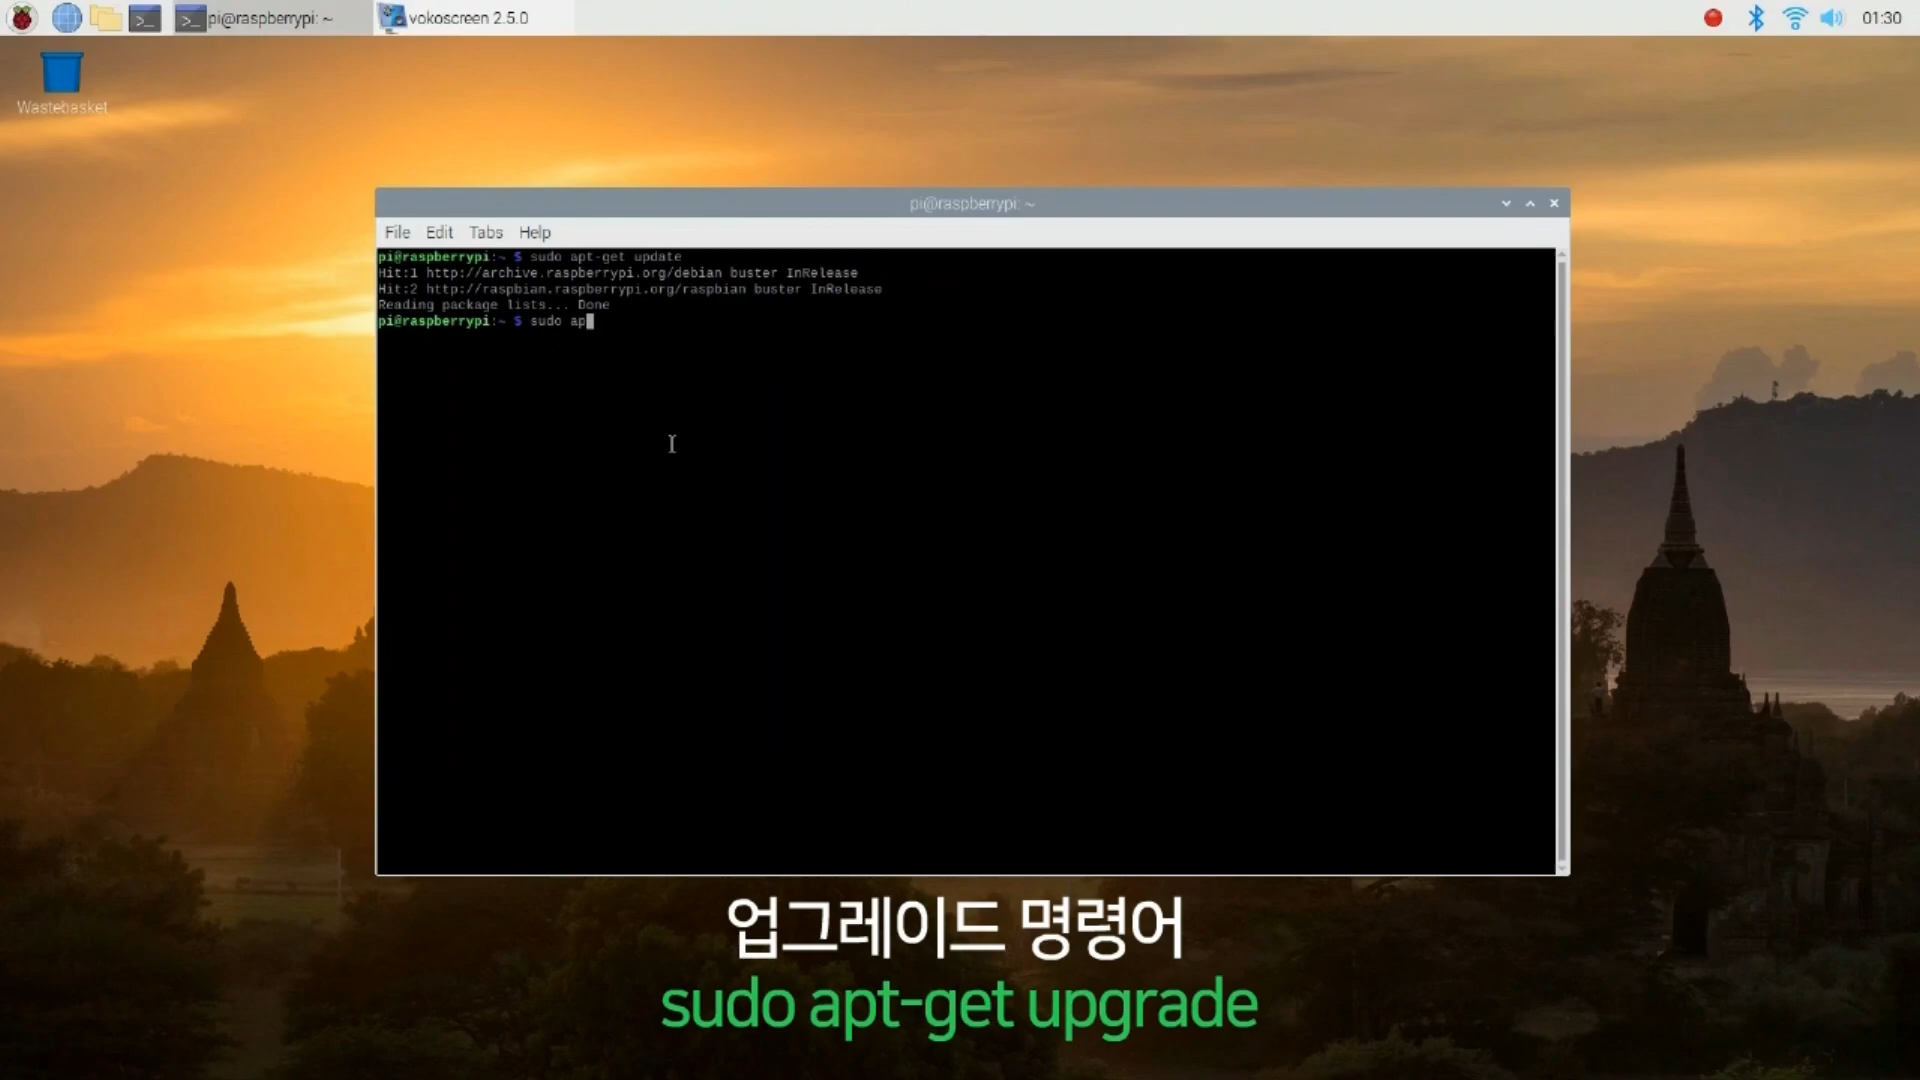 pi@raspberrypi: ~
vokoscreen 2.5.0
01:30
Wastebasket
pi@raspberrypi: ~
File Edit Tabs Help
pi@raspberrypi:~ $ sudo apt-get update
Hit:1 http://archive.raspberrypi.org/debian buster InRelease
Hit:2 http://raspbian.raspberrypi.org/raspbian buster InRelease
Reading package lists... Done
pi@raspberrypi:~ $ sudo ap
업그레이드 명령어
sudo apt-get upgrade